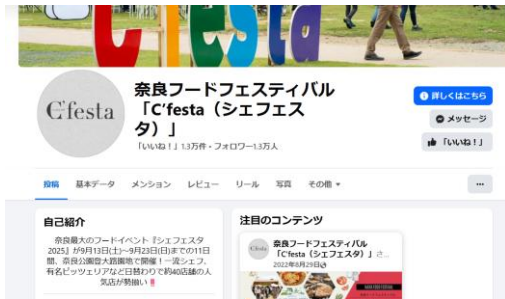 C'festa
C'festa
奈良フードフェスティバル
「C'festa（シェフェス
タ）」
「いいね！」1.3万件・フォロワー1.3万人
詳しくはこちら
メッセージ
「いいね！」
投稿 基本データ メンション レビュー リール 写真 その他
自己紹介
奈良最大のフードイベント『シェフェスタ
2025』が9月13日(土)～9月23日(日)までの11日
間、奈良公園登大路園地で開催！一流シェフ、
有名ピッツェリアなど日替わりで約40店舗の人
気店が勢揃い
注目のコンテンツ
C'festa
奈良フードフェスティバル
「C'festa（シェフェスタ）」さ...
2022年8月29日